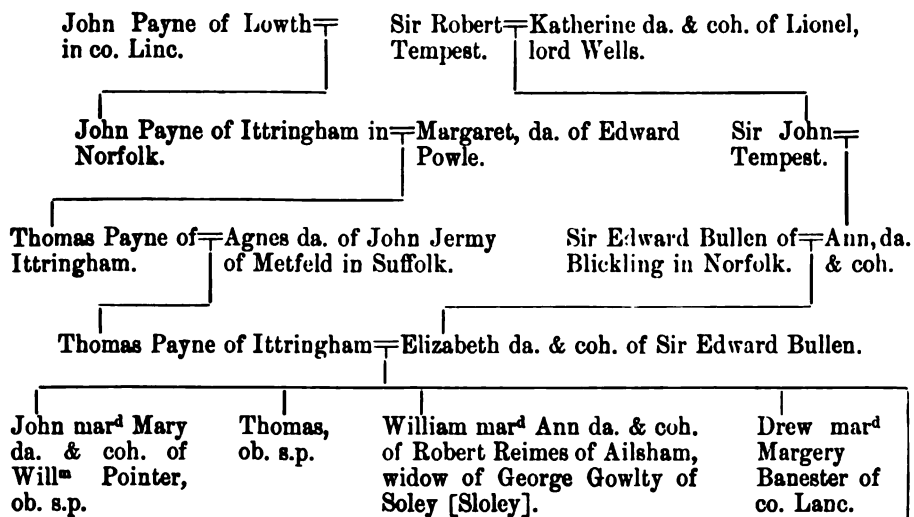 John Payne of Lowth
in co. Linc.
Sir Robert
Tempest.
Katherine da. & coh. of Lionel,
lord Wells.
John Payne of Ittringham in
Norfolk.
Margaret, da. of Edward
Powle.
Sir John
Tempest.
Thomas Payne of
Ittringham.
Agnes da. of John Jermy
of Metfeld in Suffolk.
Sir Edward Bullen of
Blickling in Norfolk.
Ann, da.
& coh.
Thomas Payne of Ittringham
Elizabeth da. & coh. of Sir Edward Bullen.
John marᵈ Mary
da. & coh. of
Willᵐ Pointer,
ob. s.p.
Thomas,
ob. s.p.
William marᵈ Ann da. & coh.
of Robert Reimes of Ailsham,
widow of George Gowlty of
Soley [Sloley].
Drew marᵈ
Margery
Banester of
co. Lanc.